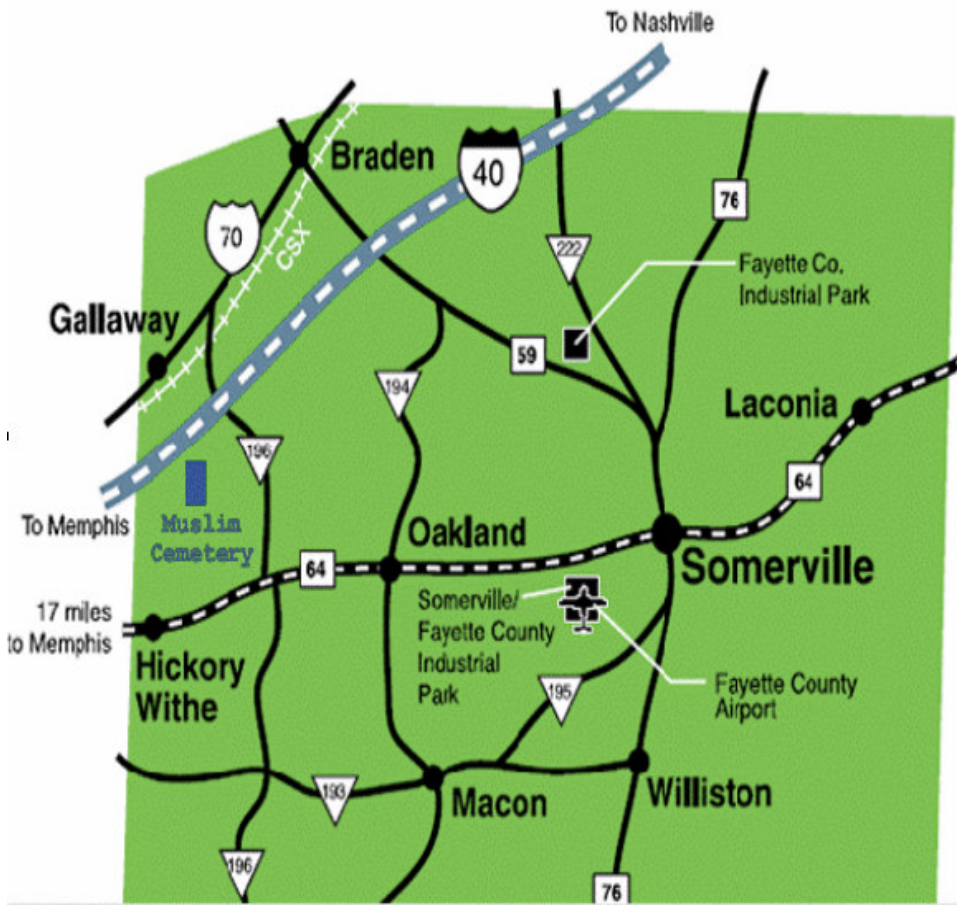 To Nashville
Braden
40
70
CSX
76
222
Fayette Co.
Industrial Park
Gallaway
59
194
Laconia
196
64
Muslim
Cemetery
To Memphis
Oakland
64
Somerville
17 miles
to Memphis
Somerville/
Fayette County
Industrial
Park
Hickory
Withe
195
Fayette County
Airport
193
Macon
Williston
196
76